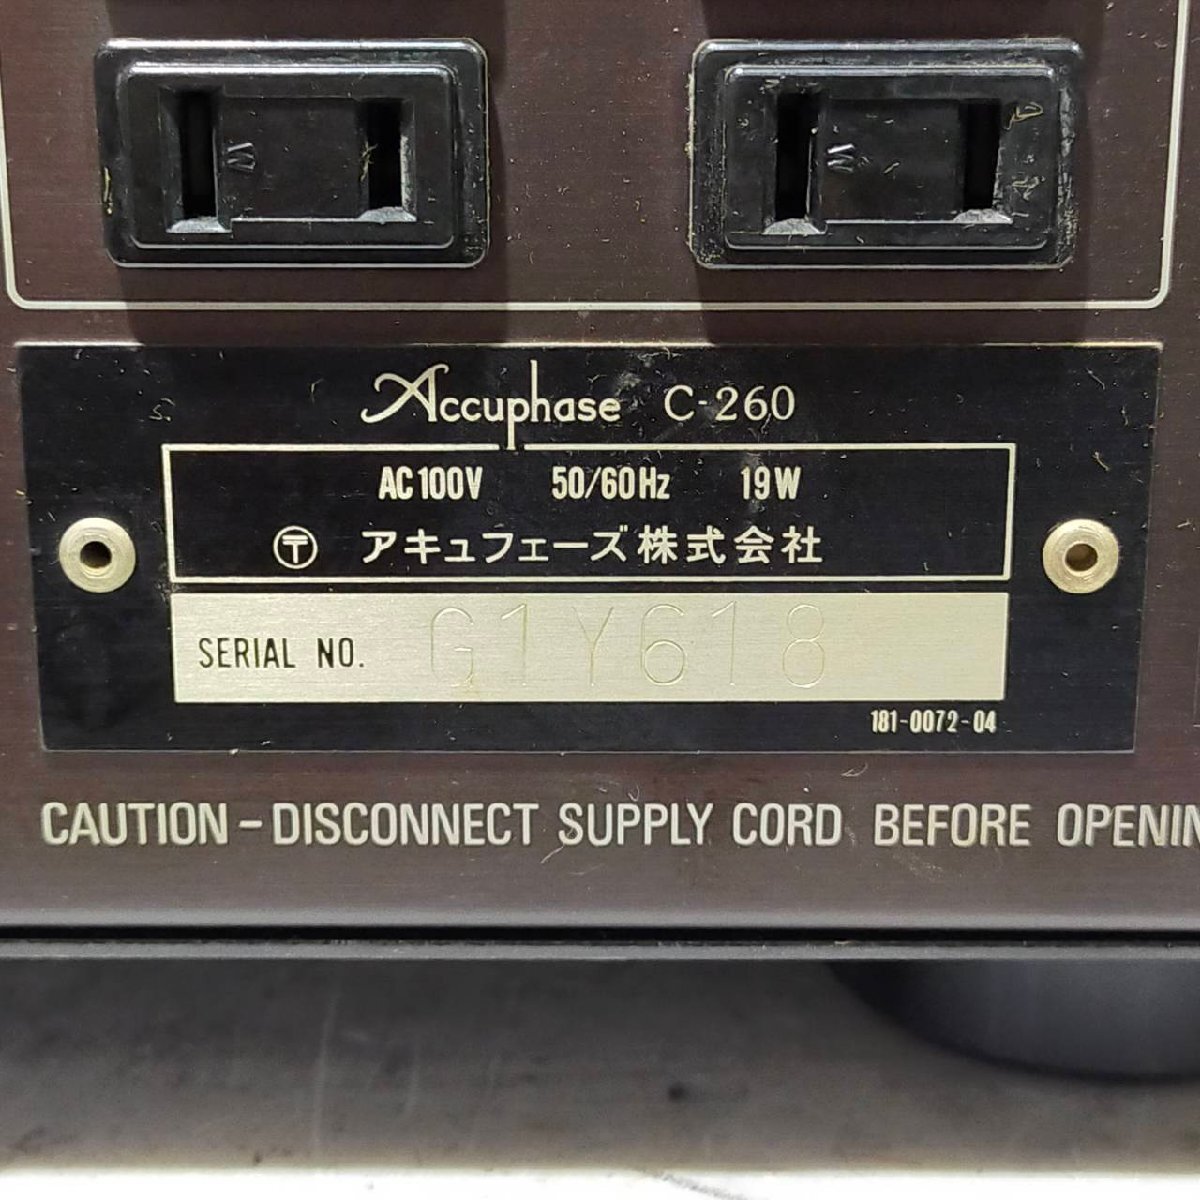 W W
Accuphase C-260
AC100V 50/60Hz 19W
〒 アキュフェーズ株式会社
SERIAL NO. G1Y618
181-0072-04
CAUTION-DISCONNECT SUPPLY CORD BEFORE OPENIN